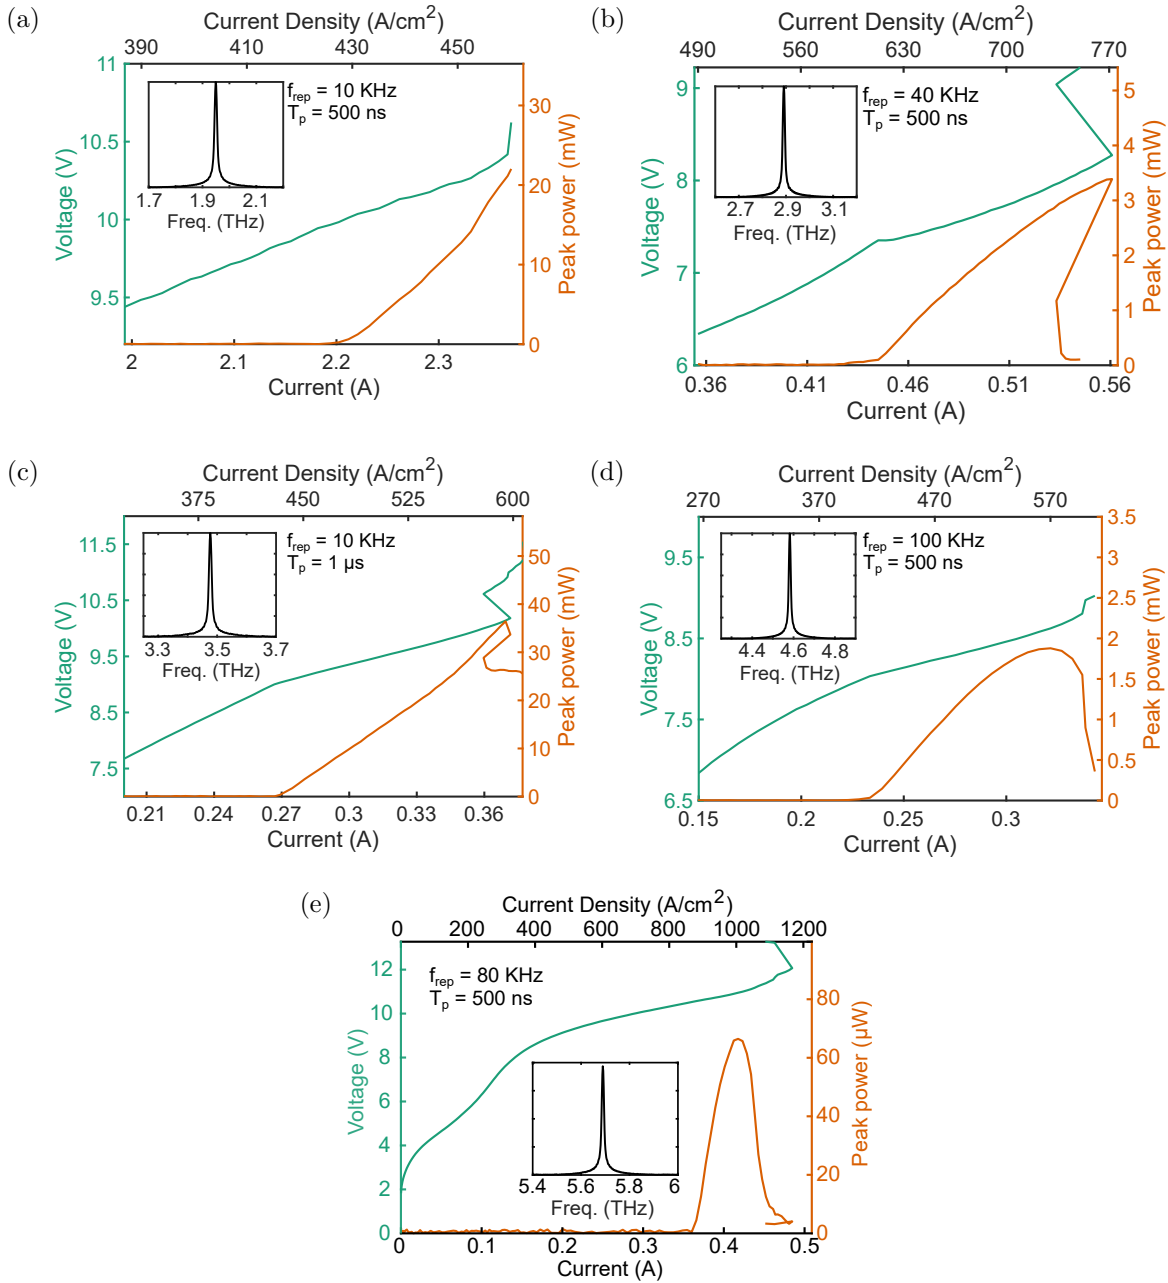 (a)
Current Density (A/cm2)
390 410 430 450
11
10.5
10
9.5
Voltage (V)
frep = 10 KHz
Tp = 500 ns
1.7 1.9 2.1
Freq. (THz)
30
20
10
0
Peak power (mW)
2 2.1 2.2 2.3
Current (A)
(b)
Current Density (A/cm2)
490 560 630 700 770
9
8
7
6
Voltage (V)
frep = 40 KHz
Tp = 500 ns
2.7 2.9 3.1
Freq. (THz)
5
4
3
2
1
0
Peak power (mW)
0.36 0.41 0.46 0.51 0.56
Current (A)
(c)
Current Density (A/cm2)
375 450 525 600
11.5
10.5
9.5
8.5
7.5
Voltage (V)
frep = 10 KHz
Tp = 1 µs
3.3 3.5 3.7
Freq. (THz)
50
40
30
20
10
0
Peak power (mW)
0.21 0.24 0.27 0.3 0.33 0.36
Current (A)
(d)
Current Density (A/cm2)
270 370 470 570
9.5
8.5
7.5
6.5
Voltage (V)
frep = 100 KHz
Tp = 500 ns
4.4 4.6 4.8
Freq. (THz)
3.5
3
2.5
2
1.5
1
0.5
0
Peak power (mW)
0.15 0.2 0.25 0.3
Current (A)
(e)
Current Density (A/cm2)
0 200 400 600 800 1000 1200
12
10
8
6
4
2
0
Voltage (V)
frep = 80 KHz
Tp = 500 ns
5.4 5.6 5.8 6
Freq. (THz)
80
60
40
20
0
Peak power (µW)
0 0.1 0.2 0.3 0.4 0.5
Current (A)